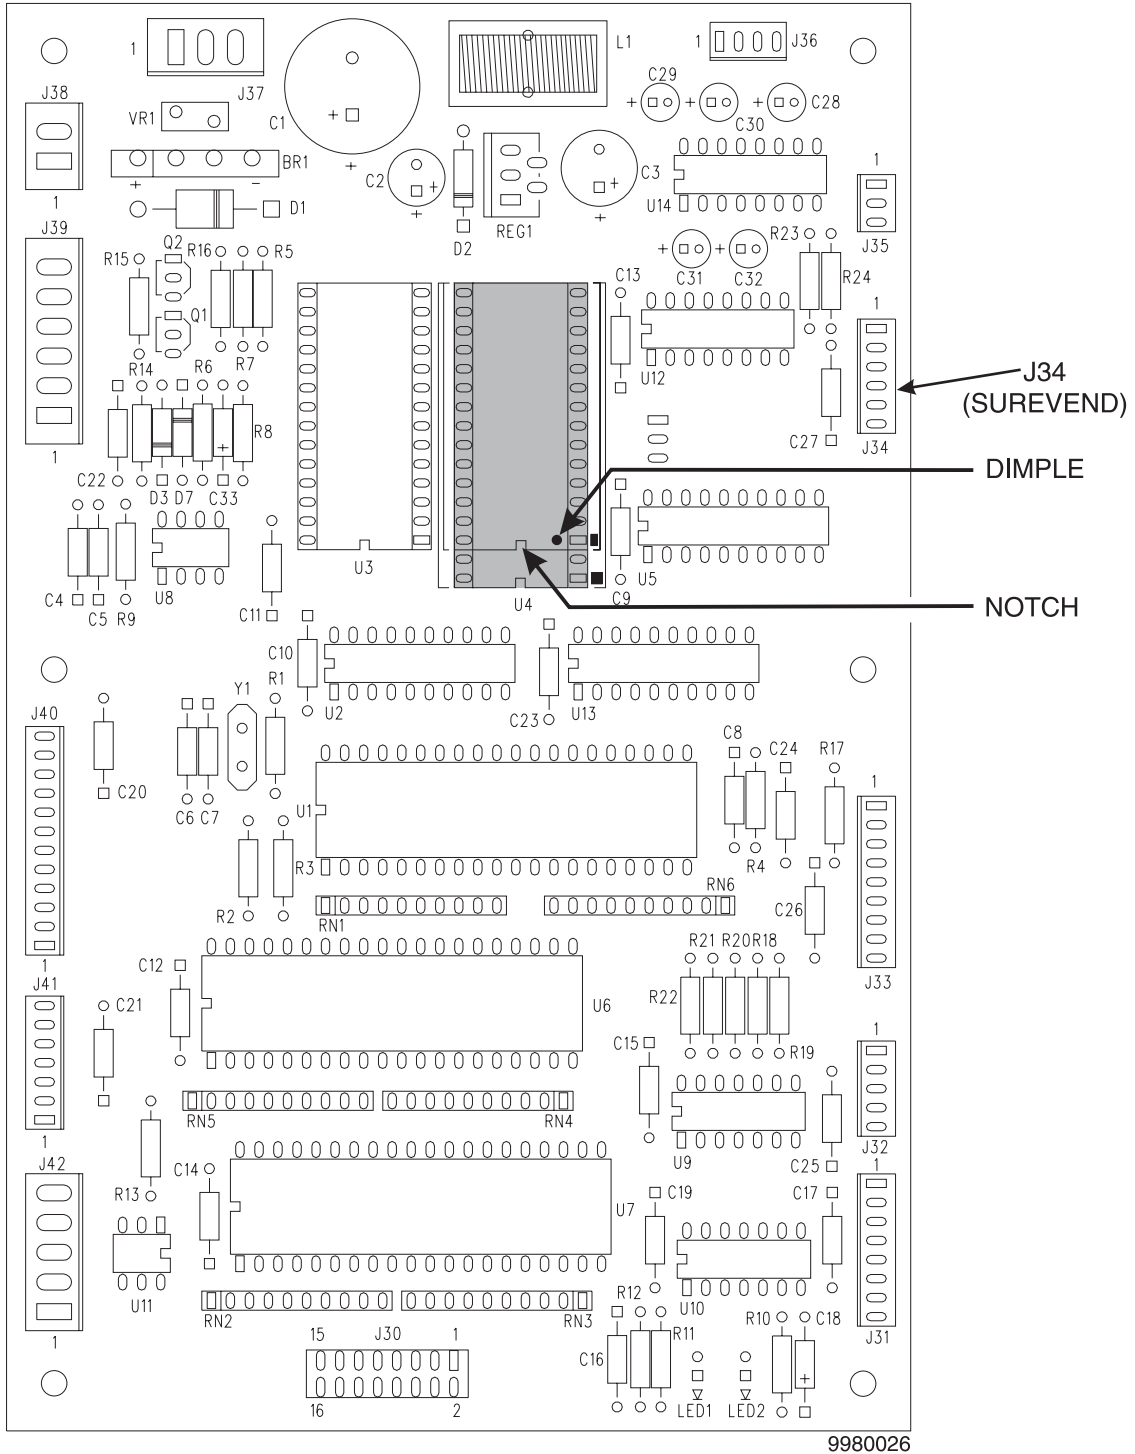 1
J37
L1
1
J36
C29
C30
C28
J38
1
VR1
C1
+
+
BR1
+
-
D1
C2
+
+
D2
REG1
C3
+
+
+
+
+
U14
1
J35
J39
1
Q2
R15
R16
R5
Q1
R7
+
C31
+
C32
C13
R23
R24
U12
1
J34
J34
(SUREVEND)
R14
R6
R8
+
C22
D3
D7
C33
C27
DIMPLE
C4
C5
R9
U8
C11
U3
U4
C9
U5
NOTCH
C10
R1
U2
C23
U13
J40
1
C20
Y1
C6
C7
U1
C8
C24
R17
R4
1
J33
R2
R3
RN1
RN6
C26
J41
1
C21
C12
U6
R21
R20
R18
R22
R19
C15
RN5
RN4
U9
1
J32
C25
J42
1
R13
C14
U7
C19
C17
1
J31
U11
RN2
RN3
U10
R12
R11
C16
R10
C18
+
15
J30
1
16
2
LED1
LED2
9980026